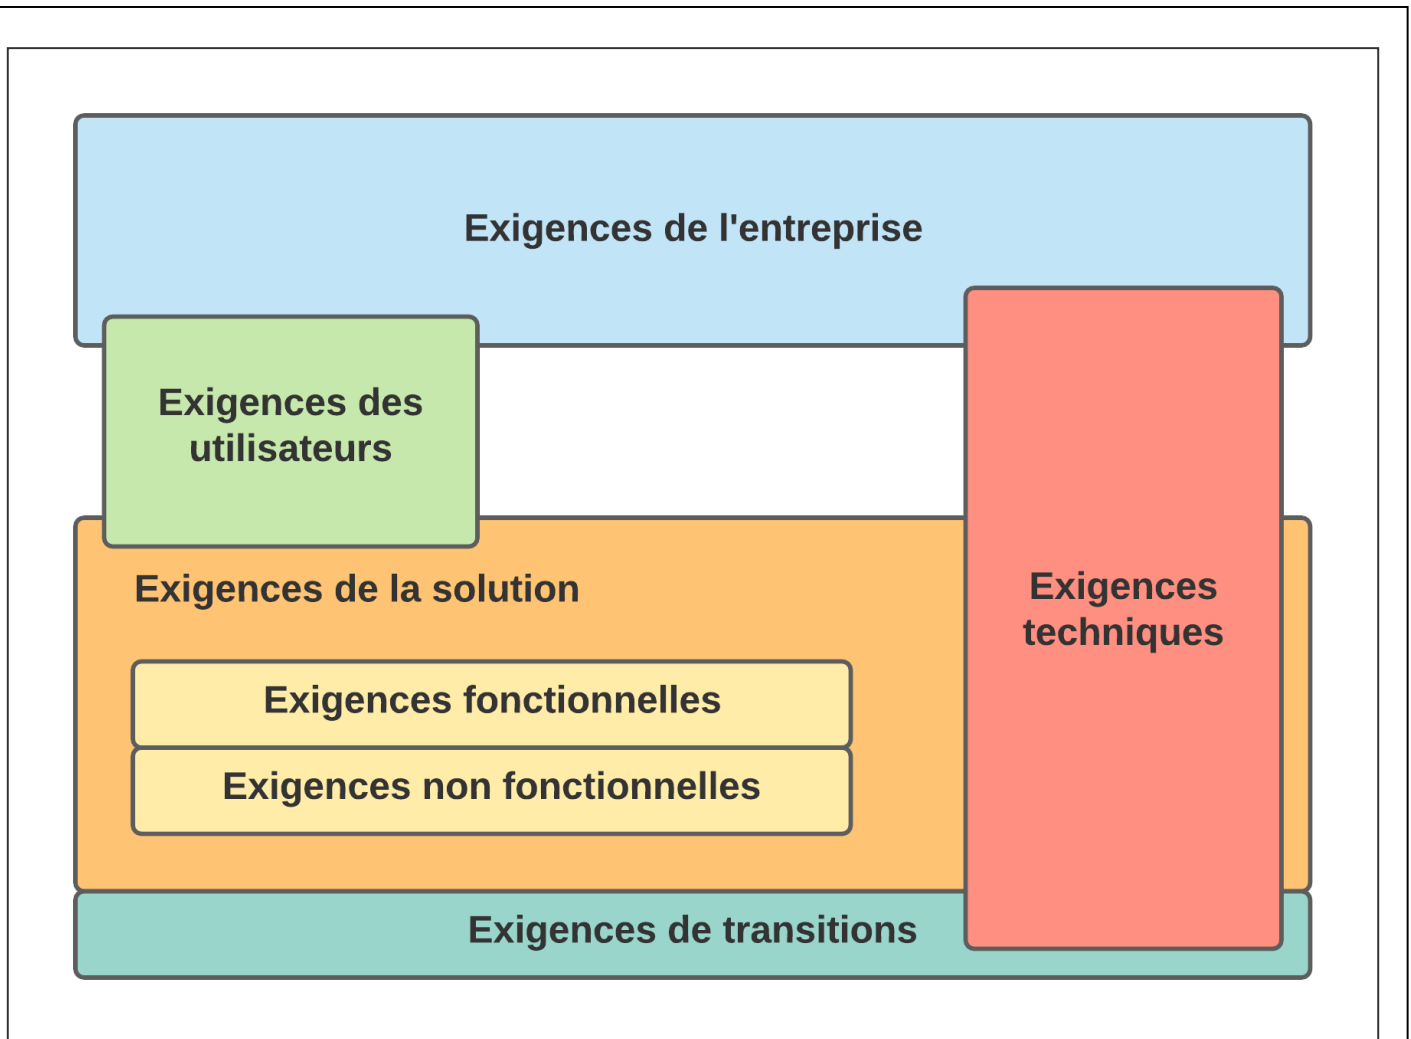 Exigences de l'entreprise
Exigences des
utilisateurs
Exigences de la solution
Exigences
techniques
Exigences fonctionnelles
Exigences non fonctionnelles
Exigences de transitions